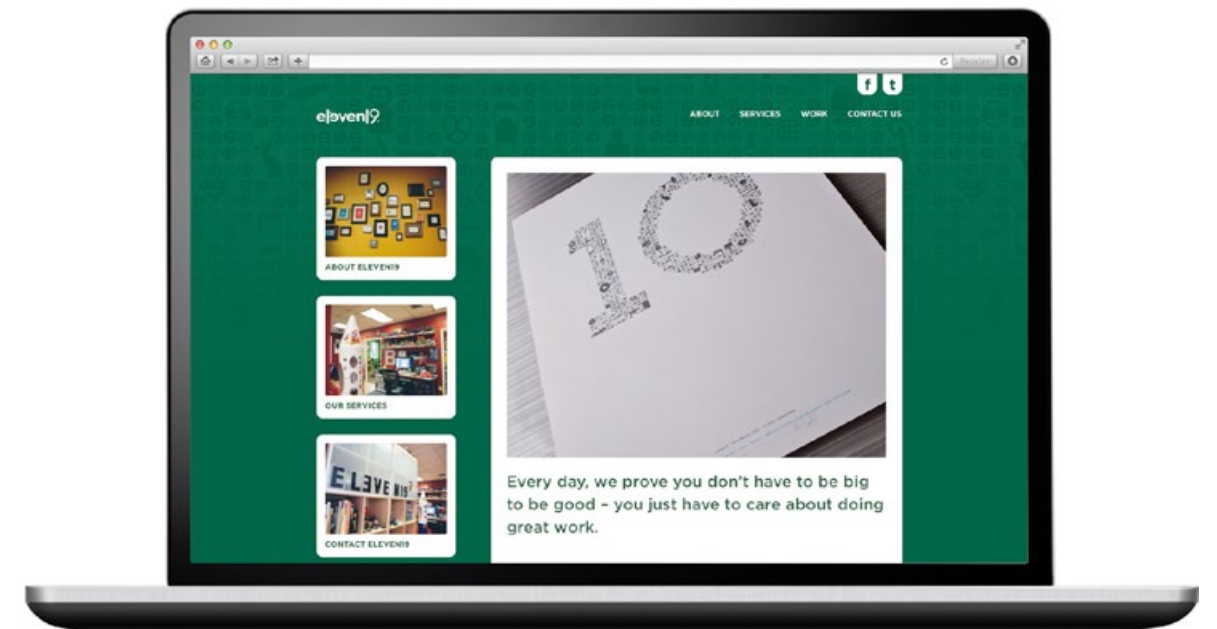 f t
eleven19
ABOUT SERVICES WORK CONTACT US
ABOUT ELEVEN19
OUR SERVICES
ELEVEN19
CONTACT ELEVEN19
10
Every day, we prove you don't have to be big
to be good – you just have to care about doing
great work.